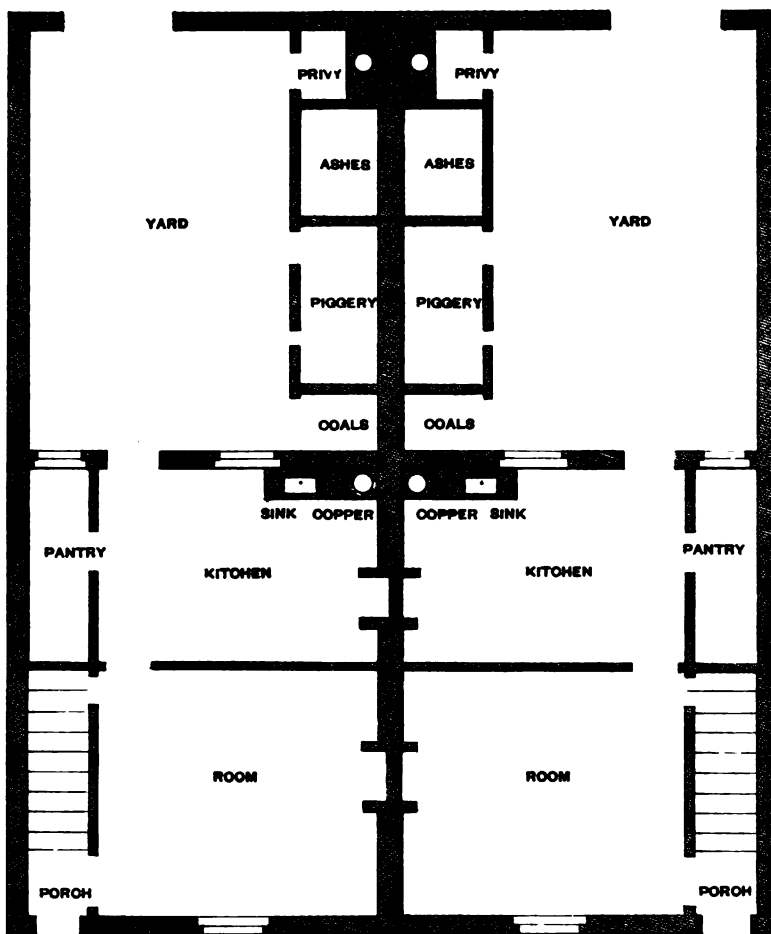 PRIVY PRIVY
ASHES ASHES
YARD YARD
PIGGERY PIGGERY
COALS COALS
SINK COPPER COPPER SINK
PANTRY PANTRY
KITCHEN KITCHEN
ROOM ROOM
PORCH PORCH